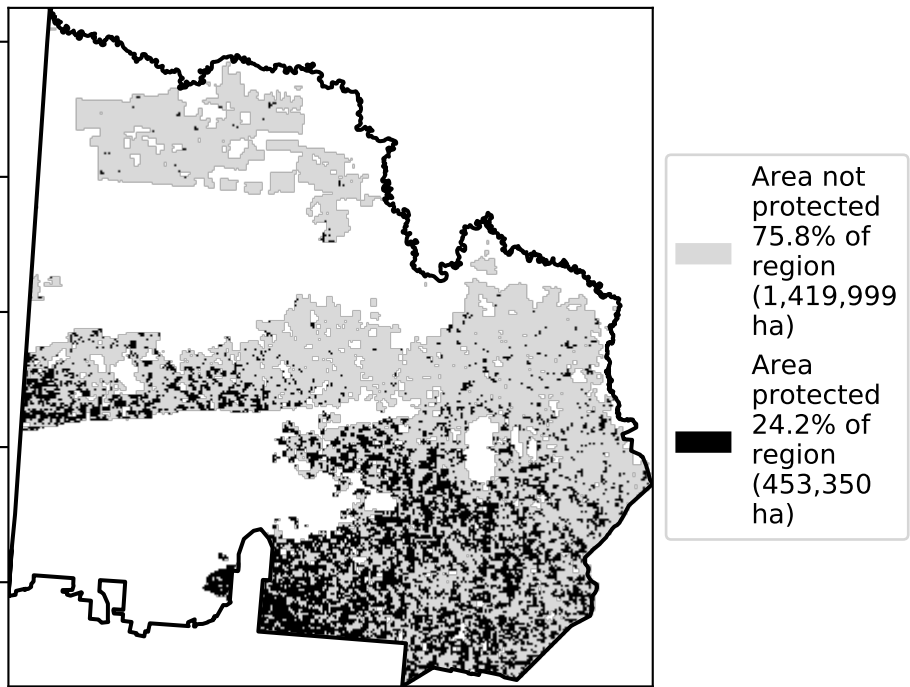 Area not
protected
75.8% of
region
(1,419,999
ha)
Area
protected
24.2% of
region
(453,350
ha)